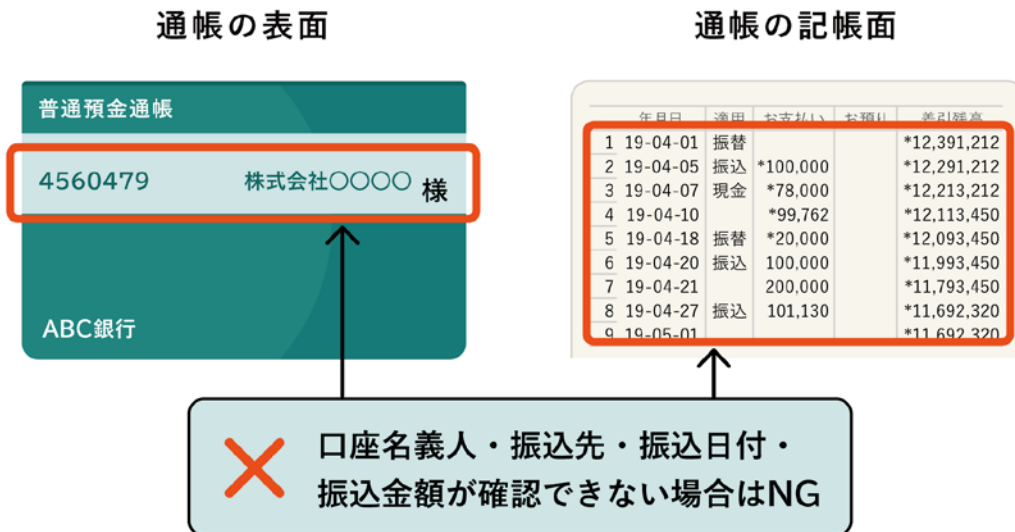 通帳の表面
普通預金通帳
4560479 株式会社〇〇〇〇 様
ABC銀行
通帳の記帳面
年月日 適用 お支払い お預り 差引残高
1 19-04-01 振替 *12,391,212
2 19-04-05 振込 *100,000 *12,291,212
3 19-04-07 現金 *78,000 *12,213,212
4 19-04-10 *99,762 *12,113,450
5 19-04-18 振替 *20,000 *12,093,450
6 19-04-20 振込 100,000 *11,993,450
7 19-04-21 200,000 *11,793,450
8 19-04-27 振込 101,130 *11,692,320
9 19-05-01 *11,692,320
口座名義人・振込先・振込日付・
振込金額が確認できない場合はNG